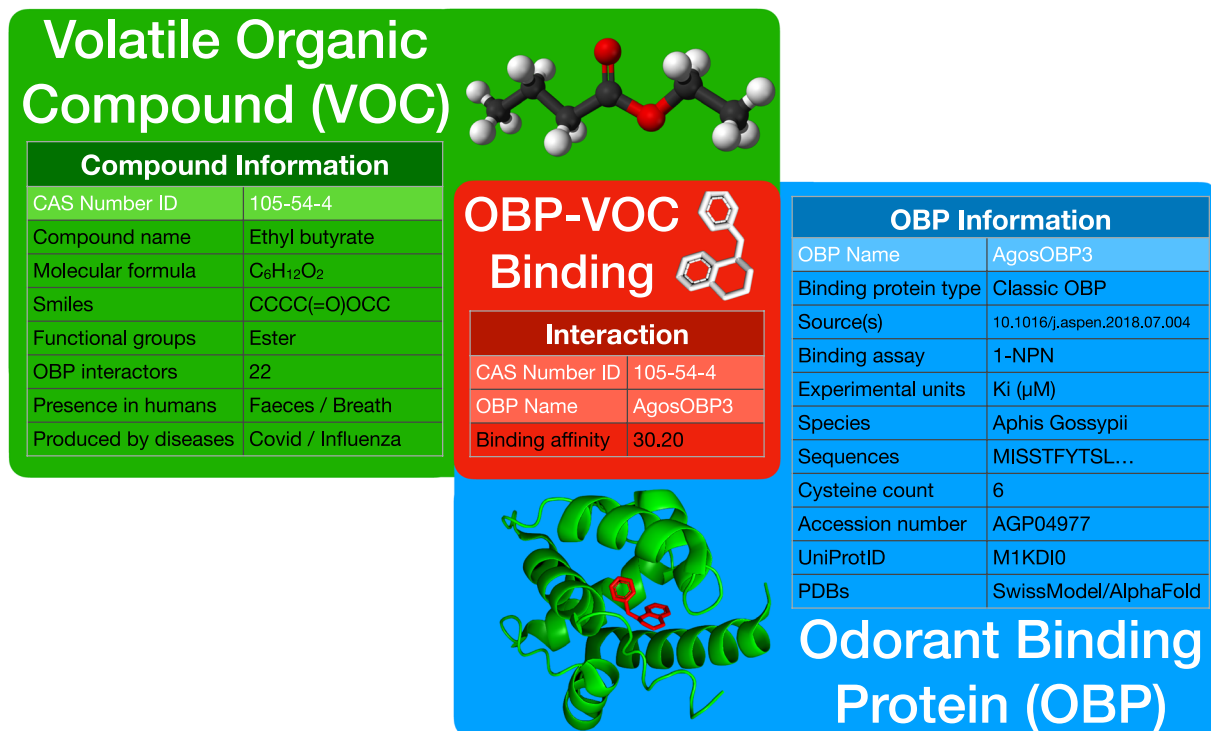 Volatile Organic
Compound (VOC)
Compound Information
CAS Number ID 105-54-4
Compound name Ethyl butyrate
Molecular formula C₆H₁₂O₂
Smiles CCCC(=O)OCC
Functional groups Ester
OBP interactors 22
Presence in humans Faeces / Breath
Produced by diseases Covid / Influenza
OBP-VOC
Binding
Interaction
CAS Number ID 105-54-4
OBP Name AgosOBP3
Binding affinity 30.20
OBP Information
OBP Name AgosOBP3
Binding protein type Classic OBP
Source(s) 10.1016/j.aspen.2018.07.004
Binding assay 1-NPN
Experimental units Ki (μM)
Species Aphis Gossypii
Sequences MISSTFYTSL…
Cysteine count 6
Accession number AGP04977
UniProtID M1KDI0
PDBs SwissModel/AlphaFold
Odorant Binding
Protein (OBP)